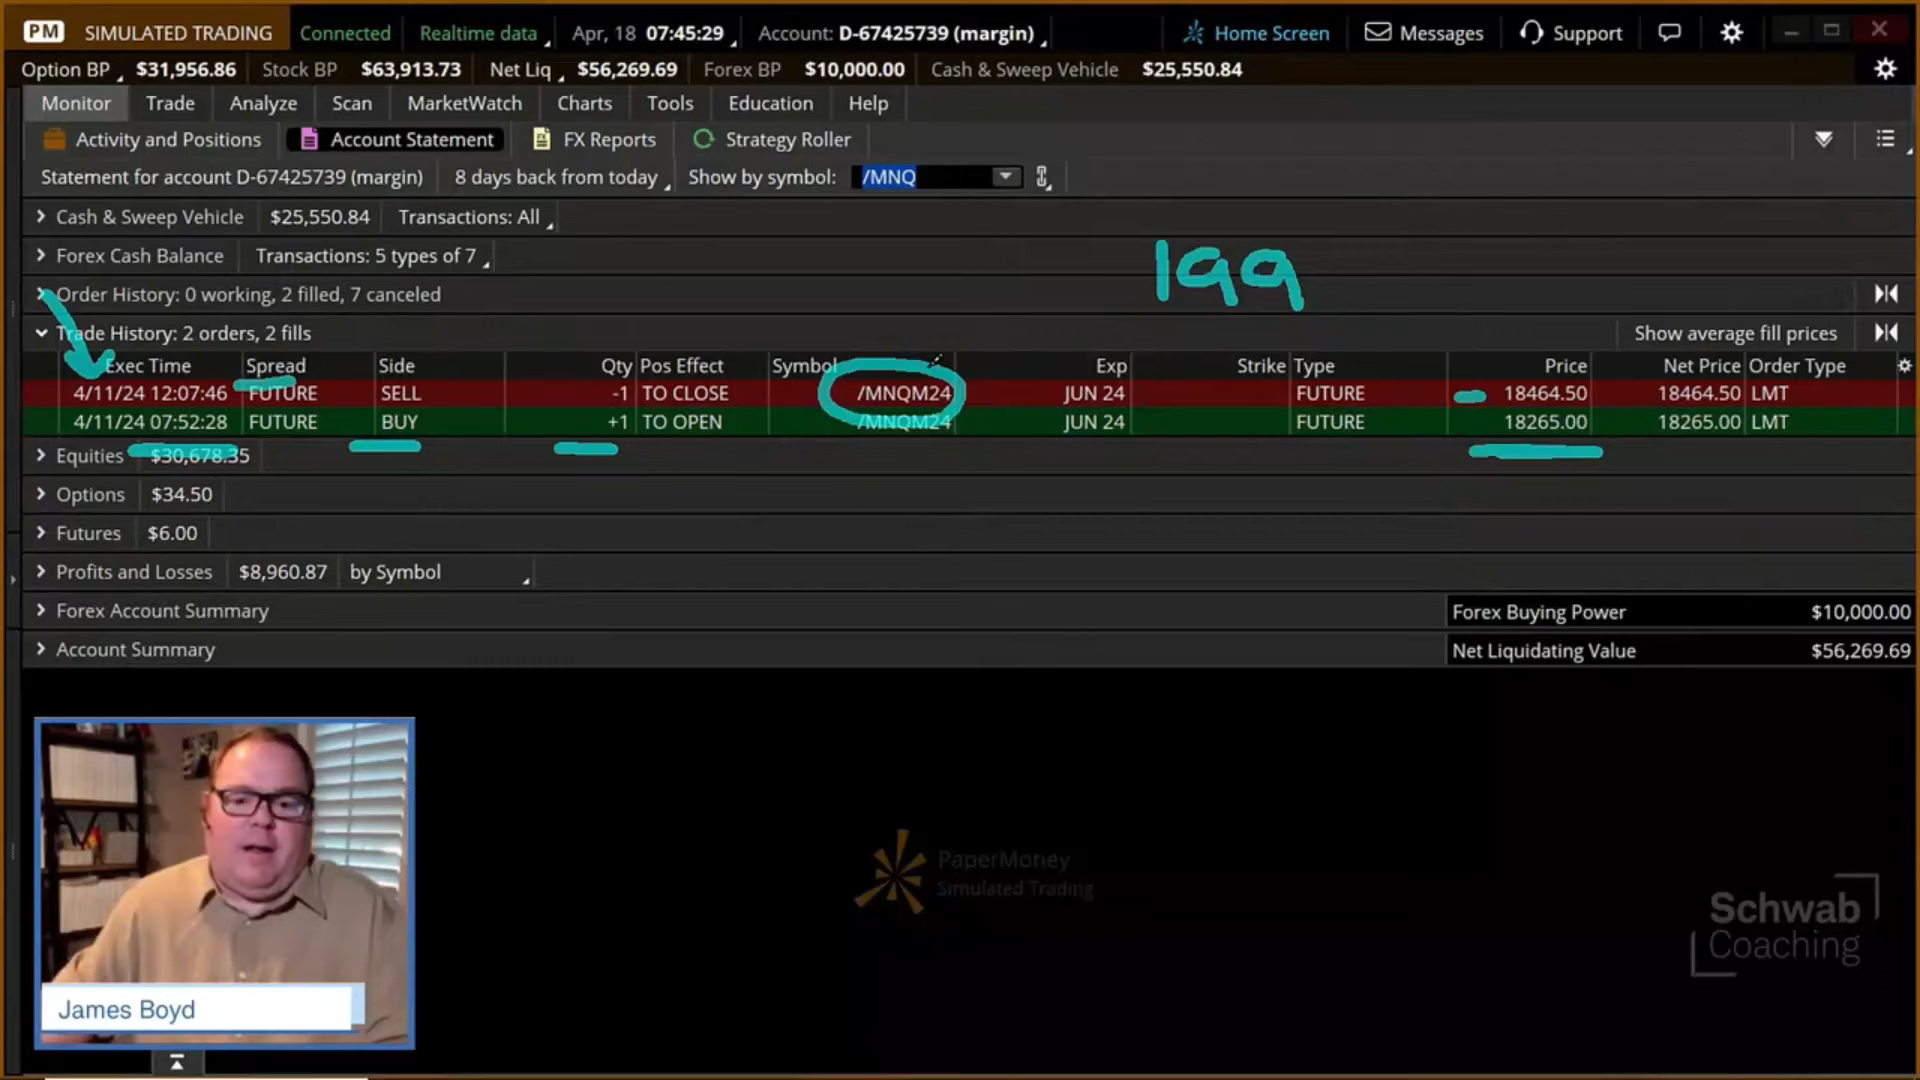 PM SIMULATED TRADING Connected Realtime data Apr, 18 07:45:29 Account: D-67425739 (margin) Home Screen Messages Support
Option BP $31,956.86 Stock BP $63,913.73 Net Liq $56,269.69 Forex BP $10,000.00 Cash & Sweep Vehicle $25,550.84
Monitor Trade Analyze Scan MarketWatch Charts Tools Education Help
Activity and Positions Account Statement FX Reports Strategy Roller
Statement for account D-67425739 (margin) 8 days back from today Show by symbol: /MNQ
Cash & Sweep Vehicle $25,550.84 Transactions: All
Forex Cash Balance Transactions: 5 types of 7
199
Order History: 0 working, 2 filled, 7 canceled
Trade History: 2 orders, 2 fills Show average fill prices
Exec Time Spread Side Qty Pos Effect Symbol Exp Strike Type Price Net Price Order Type
4/11/24 12:07:46 FUTURE SELL -1 TO CLOSE /MNQM24 JUN 24 FUTURE 18464.50 18464.50 LMT
4/11/24 07:52:28 FUTURE BUY +1 TO OPEN /MNQM24 JUN 24 FUTURE 18265.00 18265.00 LMT
Equities $30,678.35
Options $34.50
Futures $6.00
Profits and Losses $8,960.87 by Symbol
Forex Account Summary Forex Buying Power $10,000.00
Account Summary Net Liquidating Value $56,269.69
PaperMoney
Simulated Trading
Schwab
Coaching
James Boyd